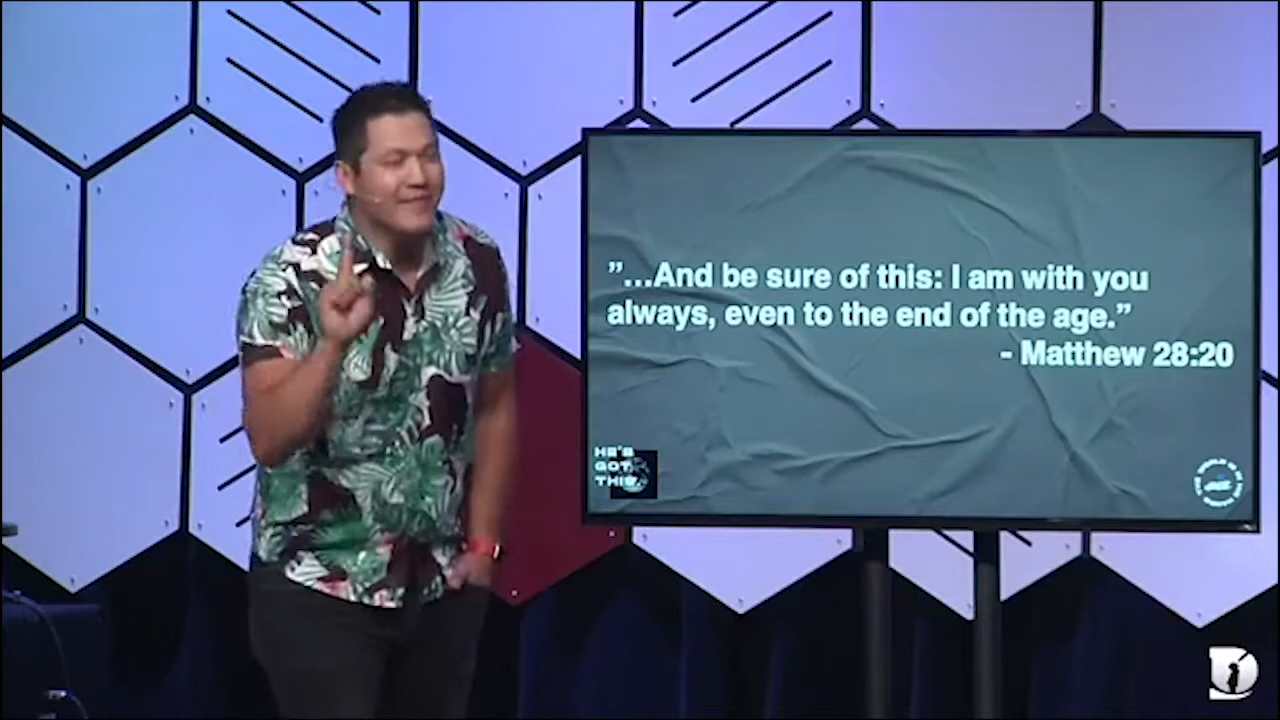 ”...And be sure of this: I am with you
always, even to the end of the age.”
- Matthew 28:20
HE'S
GOT
THIS.